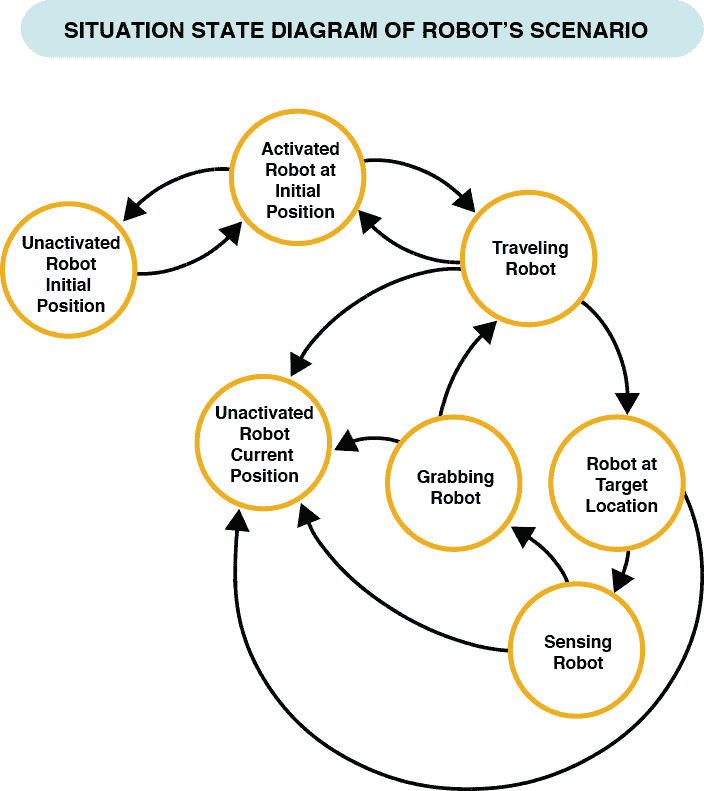 SITUATION STATE DIAGRAM OF ROBOT’S SCENARIO
Activated
Robot at
Initial
Position
Unactivated
Robot
Initial
Position
Traveling
Robot
Unactivated
Robot
Current
Position
Grabbing
Robot
Robot at
Target
Location
Sensing
Robot